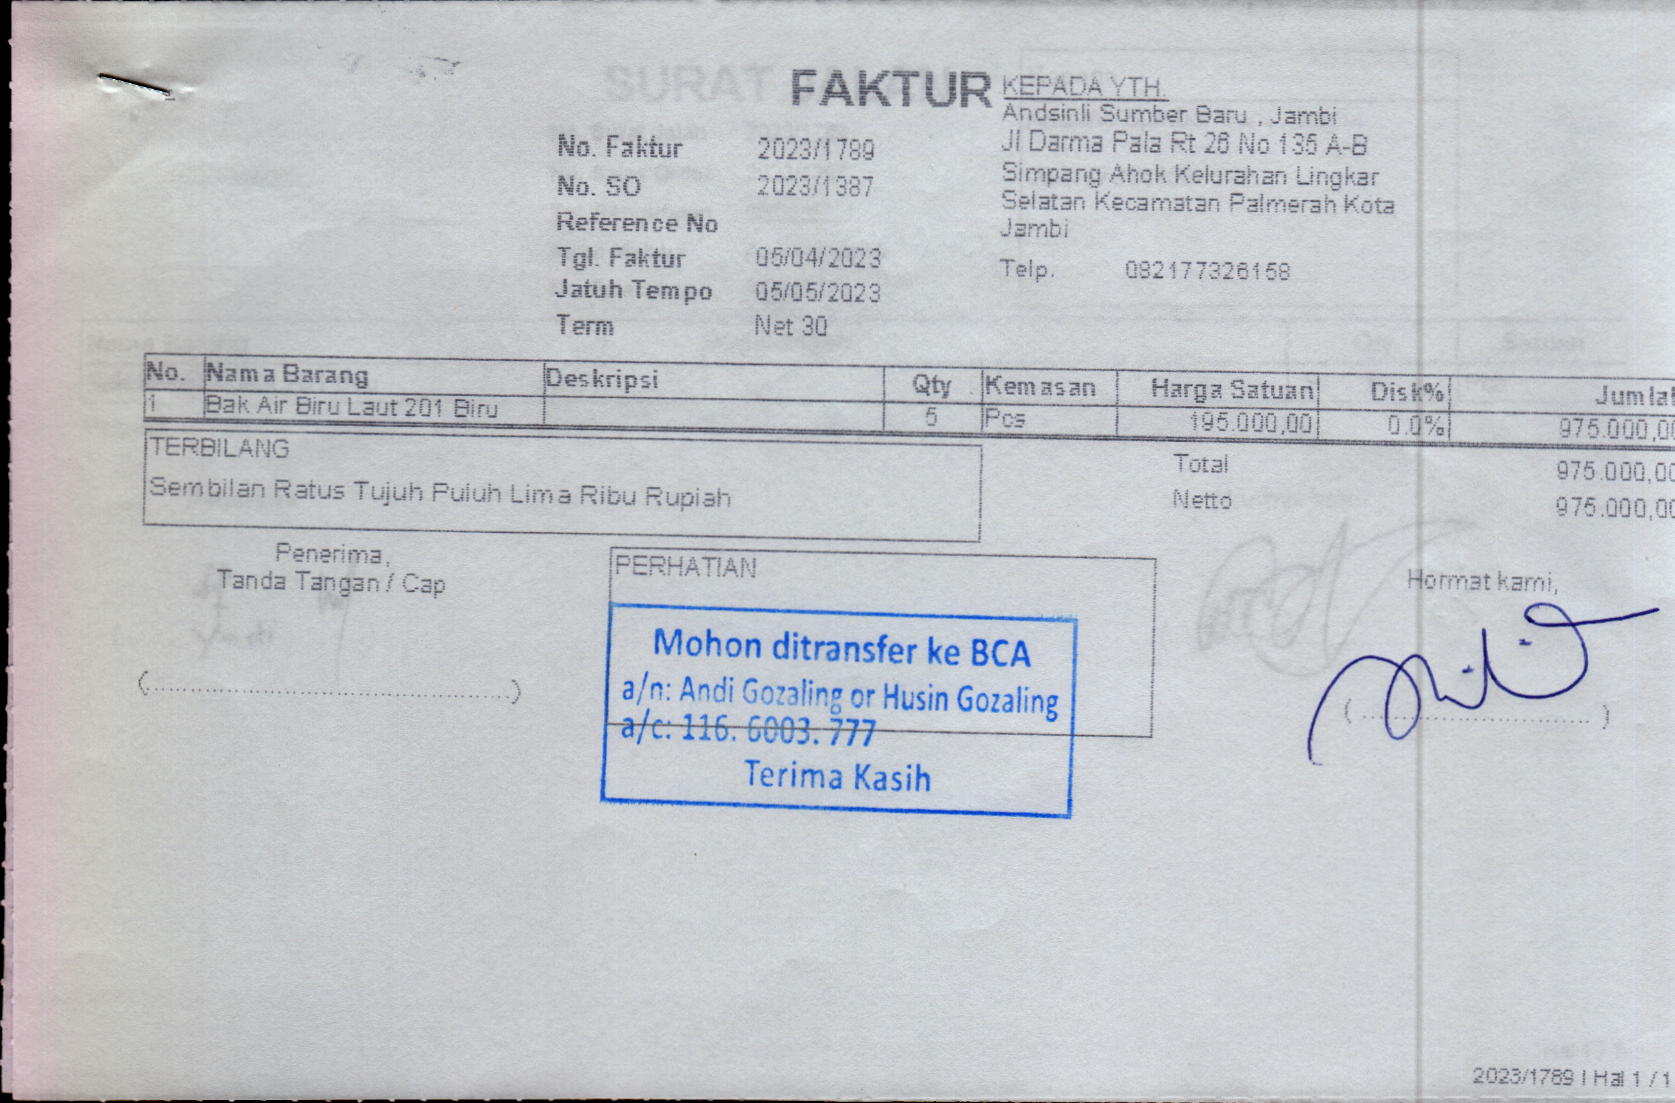 FAKTUR
No. Faktur 2023/1789
No. SO 2023/1387
Reference No
Tgl. Faktur 05/04/2023
Jatuh Tempo 05/05/2023
Term Net 30
KEPADA YTH.
Andsinli Sumber Baru , Jambi
Jl Darma Pala Rt 26 No 135 A-B
Simpang Ahok Kelurahan Lingkar
Selatan Kecamatan Palmerah Kota
Jambi
Telp. 082177326158
No. Nama Barang Deskripsi Qty Kemasan Harga Satuan Disk% Jumlah
1 Bak Air Biru Laut 201 Biru 5 Pcs 195.000,00 0.0% 975.000,00
TERBILANG
Sembilan Ratus Tujuh Puluh Lima Ribu Rupiah
Total 975.000,00
Netto 975.000,00
Penerima,
Tanda Tangan / Cap
(........................................)
PERHATIAN
Mohon ditransfer ke BCA
a/n: Andi Gozaling or Husin Gozaling
a/c: 116. 6003. 777
Terima Kasih
Hormat kami,
(........................................)
2023/1789 | Hal 1 / 1